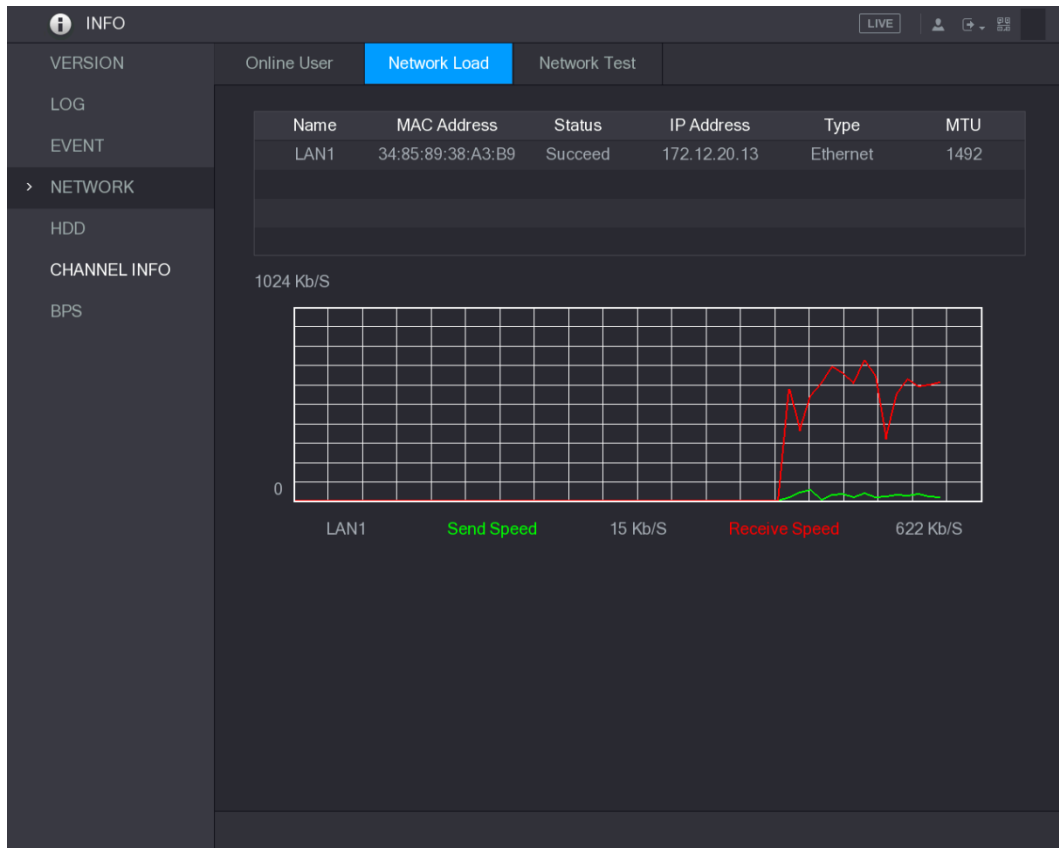 INFO LIVE
VERSION
LOG
EVENT
NETWORK
HDD
CHANNEL INFO
BPS
Online User Network Load Network Test
Name MAC Address Status IP Address Type MTU
LAN1 34:85:89:38:A3:B9 Succeed 172.12.20.13 Ethernet 1492
1024 Kb/S
0
LAN1 Send Speed 15 Kb/S Receive Speed 622 Kb/S